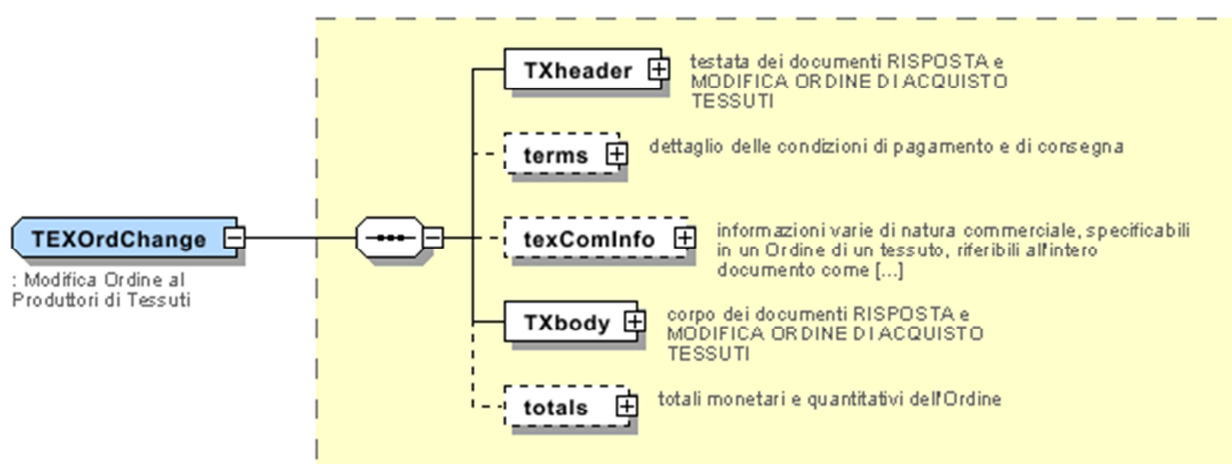 TXheader
testata dei documenti RISPOSTA e
MODIFICA ORDINE DI ACQUISTO
TESSUTI
terms
dettaglio delle condizioni di pagamento e di consegna
TEXOrdChange
: Modifica Ordine al
Produttori di Tessuti
texComInfo
informazioni varie di natura commerciale, specificabili
in un Ordine di un tessuto, riferibili all'intero
documento come [...]
TXbody
corpo dei documenti RISPOSTA e
MODIFICA ORDINE DI ACQUISTO
TESSUTI
totals
totali monetari e quantitativi dell'Ordine